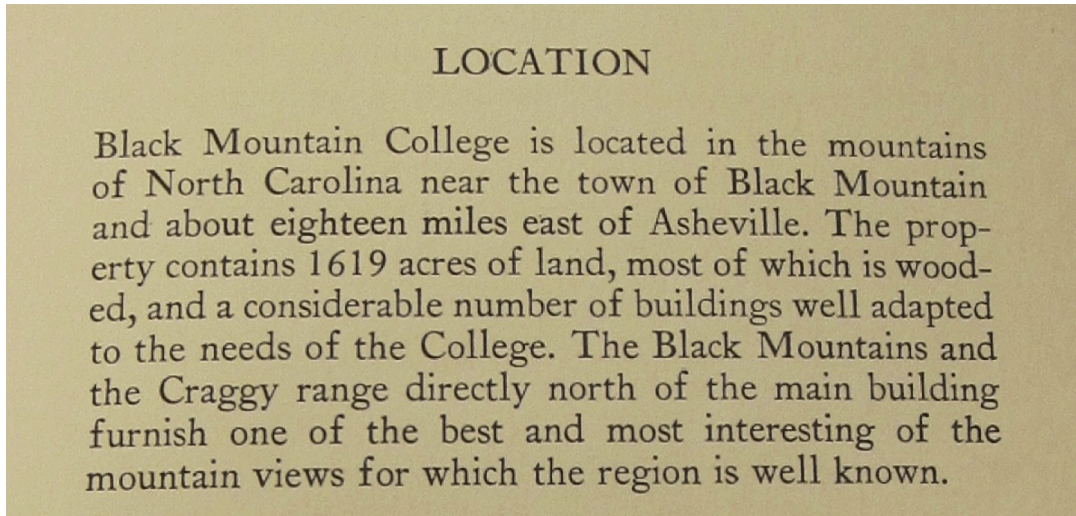 LOCATION
Black Mountain College is located in the mountains
of North Carolina near the town of Black Mountain
and about eighteen miles east of Asheville. The prop-
erty contains 1619 acres of land, most of which is wood-
ed, and a considerable number of buildings well adapted
to the needs of the College. The Black Mountains and
the Craggy range directly north of the main building
furnish one of the best and most interesting of the
mountain views for which the region is well known.